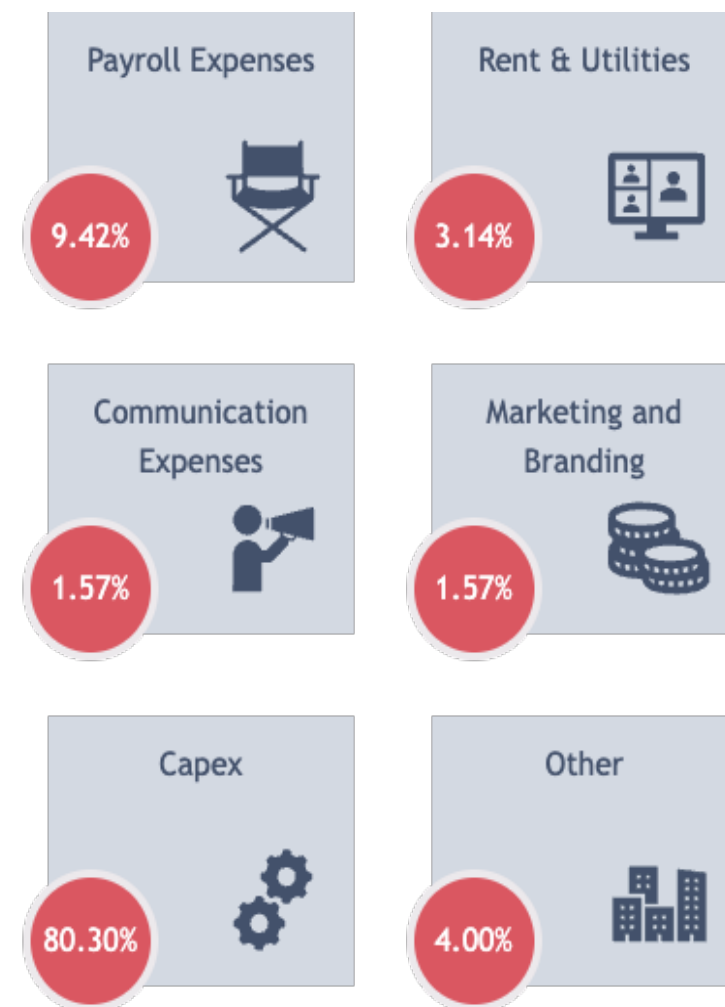 Payroll Expenses
9.42%
Rent & Utilities
3.14%
Communication
Expenses
1.57%
Marketing and
Branding
1.57%
Capex
80.30%
Other
4.00%